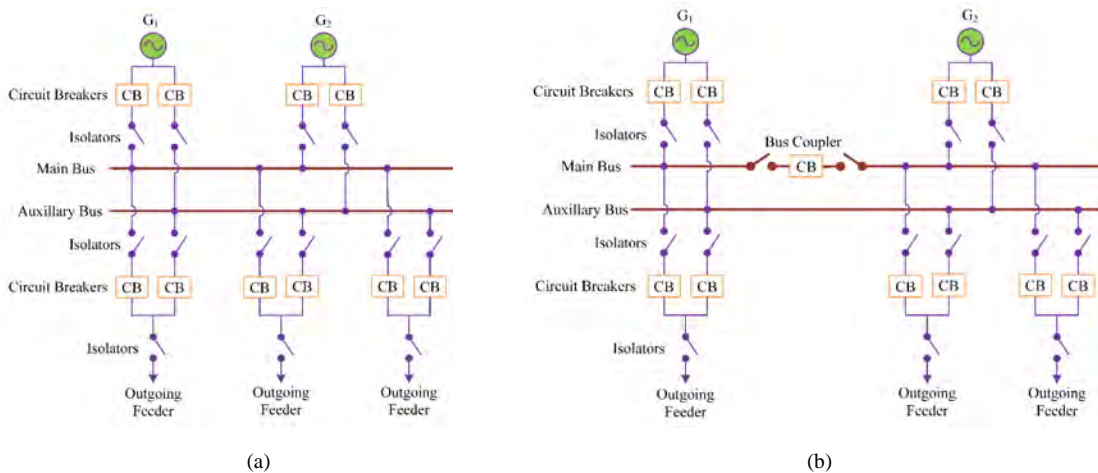 G1
G2
Circuit Breakers
CB
CB
CB
CB
Isolators
Main Bus
Auxillary Bus
Isolators
Circuit Breakers
CB
CB
CB
CB
CB
CB
Isolators
Outgoing
Feeder
Outgoing
Feeder
Outgoing
Feeder
(a)
G1
G2
Circuit Breakers
CB
CB
CB
CB
Isolators
Bus Coupler
Main Bus
CB
Auxillary Bus
Isolators
Circuit Breakers
CB
CB
CB
CB
CB
CB
Isolators
Outgoing
Feeder
Outgoing
Feeder
Outgoing
Feeder
(b)